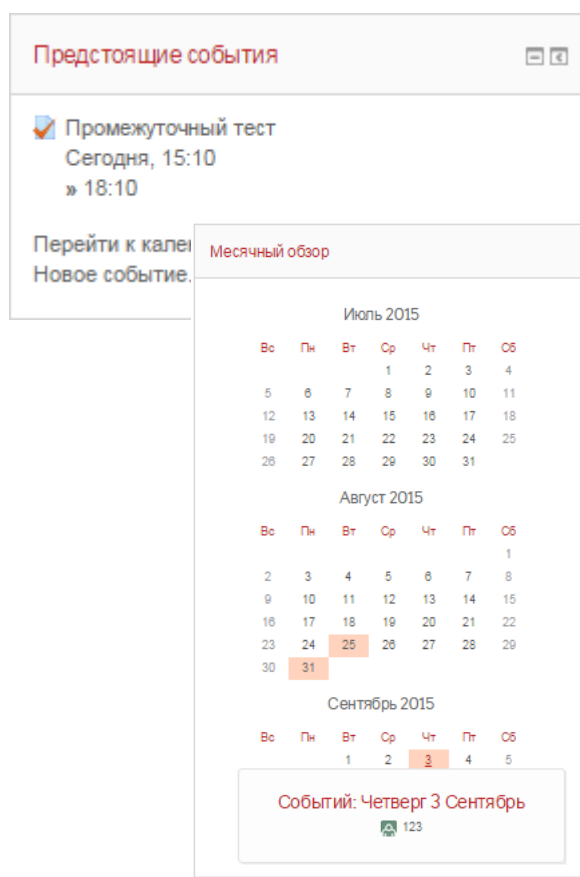 Предстоящие события
Промежуточный тест
Сегодня, 15:10
» 18:10
Перейти к
Новое событие.
Месячный обзор
Июль 2015
Вс Пн Вт Ср Чт Пт Сб
1 2 3 4
5 6 7 8 9 10 11
12 13 14 15 16 17 18
19 20 21 22 23 24 25
26 27 28 29 30 31
Август 2015
Вс Пн Вт Ср Чт Пт Сб
1
2 3 4 5 6 7 8
9 10 11 12 13 14 15
16 17 18 19 20 21 22
23 24 25 26 27 28 29
30 31
Сентябрь 2015
Вс Пн Вт Ср Чт Пт Сб
1 2 3 4 5
Событий: Четверг 3 Сентябрь
123